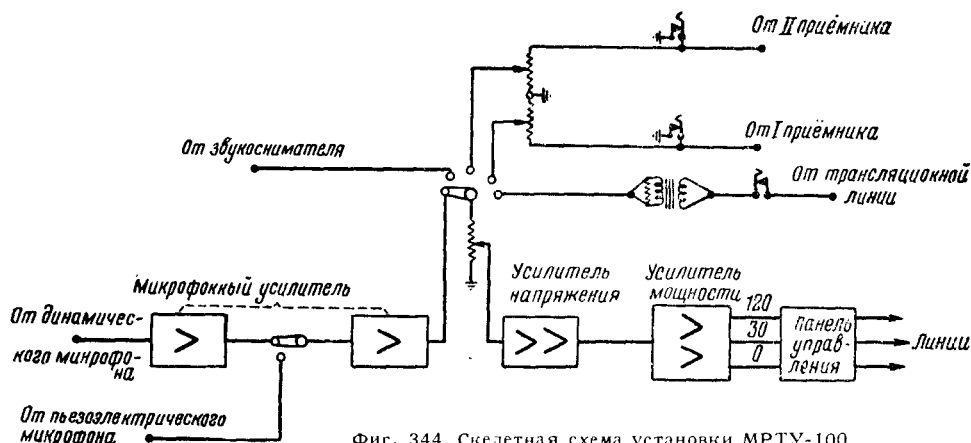 От II приёмника
От I приёмника
От звукоснимателя
От трансляционной
линии
Микрофонный усилитель
Усилитель
напряжения
Усилитель
мощности
От динамичес-
кого микрофо-
на
120
30
0
Панель
управ-
ления
Линии
От пьезоэлектрического
микрофона
Фиг. 344. Скелетная схема установки МРТУ-100